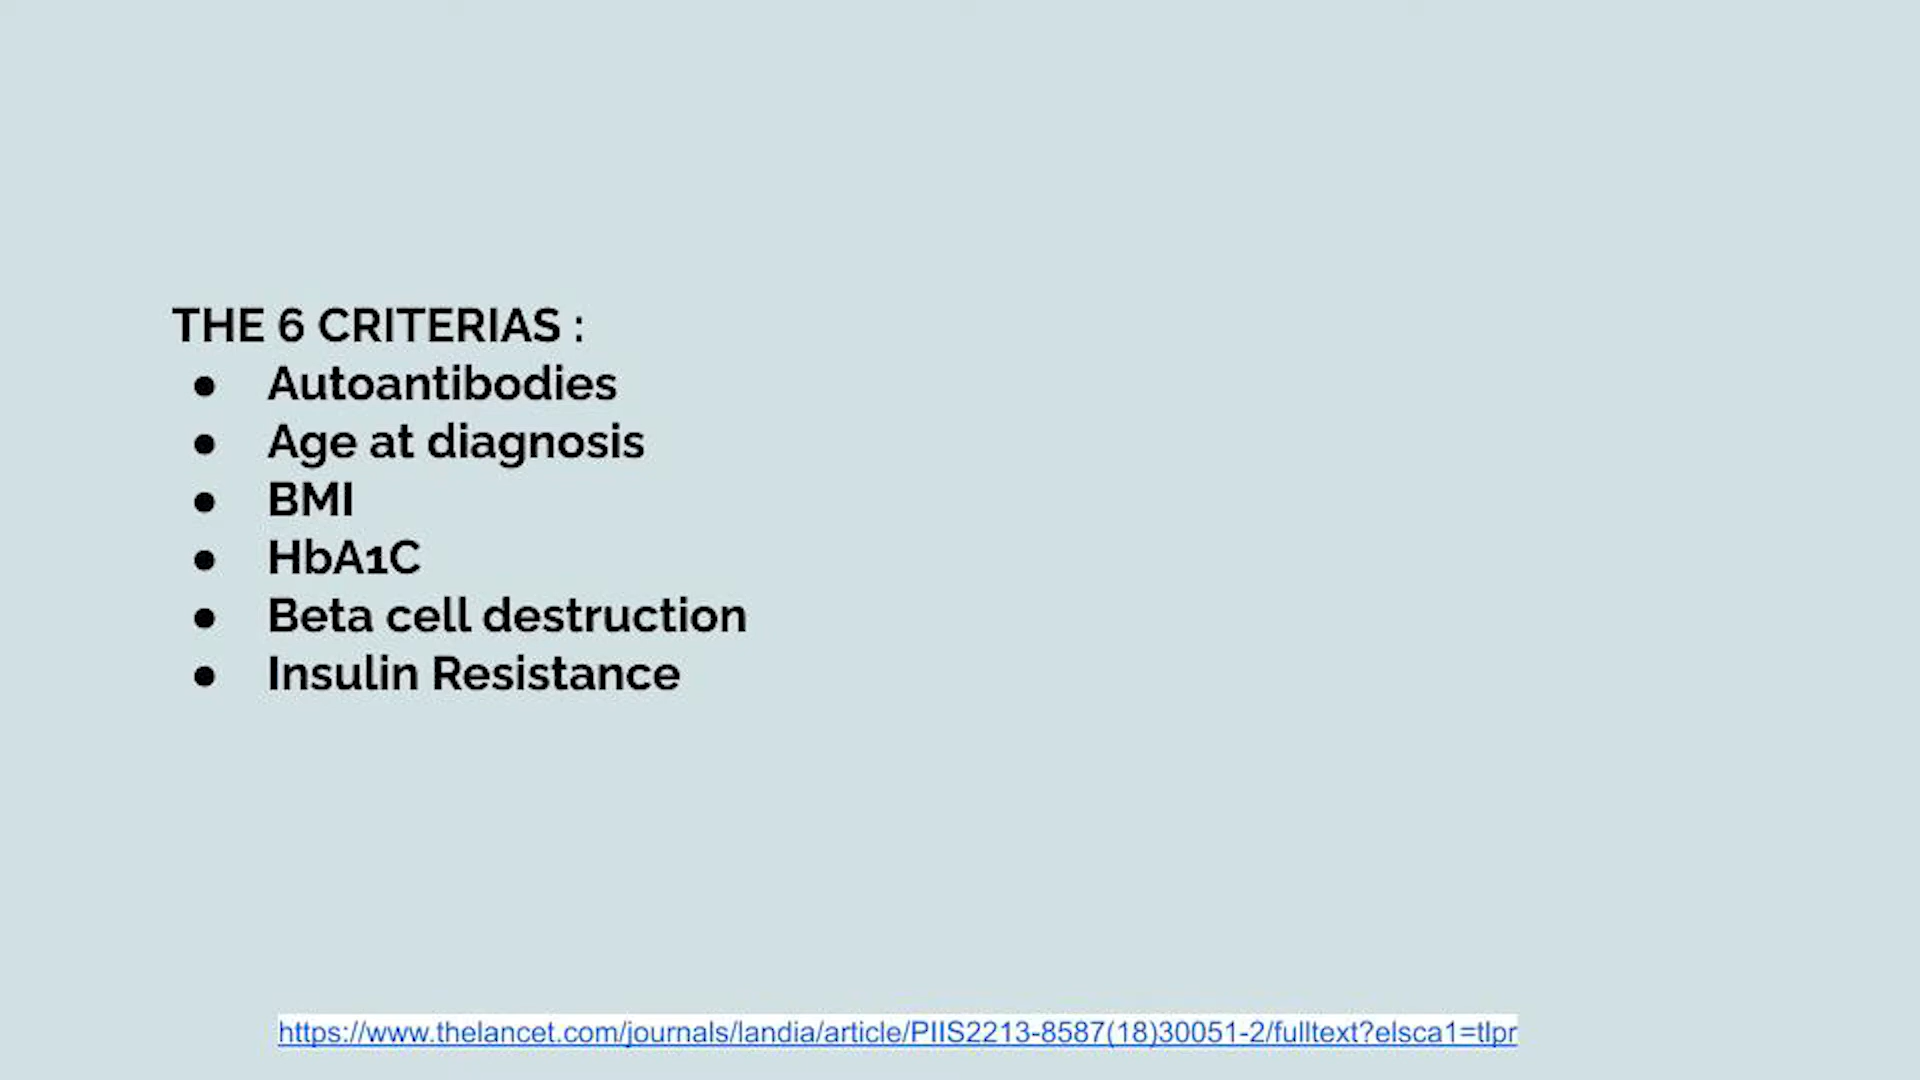 THE 6 CRITERIAS :
● Autoantibodies
● Age at diagnosis
● BMI
● HbA1C
● Beta cell destruction
● Insulin Resistance
https://www.thelancet.com/journals/landia/article/PIIS2213-8587(18)30051-2/fulltext?elsca1=tlpr